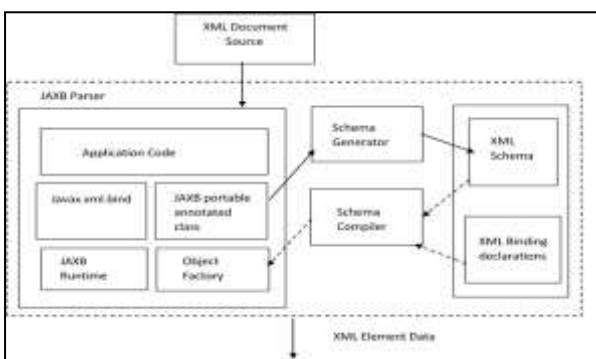 XML Document
Source
JAXB Parser
Application Code
Javax.xml.bind
JAXB portable
annotated
class
JAXB
Runtime
Object
Factory
Schema
Generator
Schema
Compiler
XML
Schema
XML Binding
declarations
XML Element Data